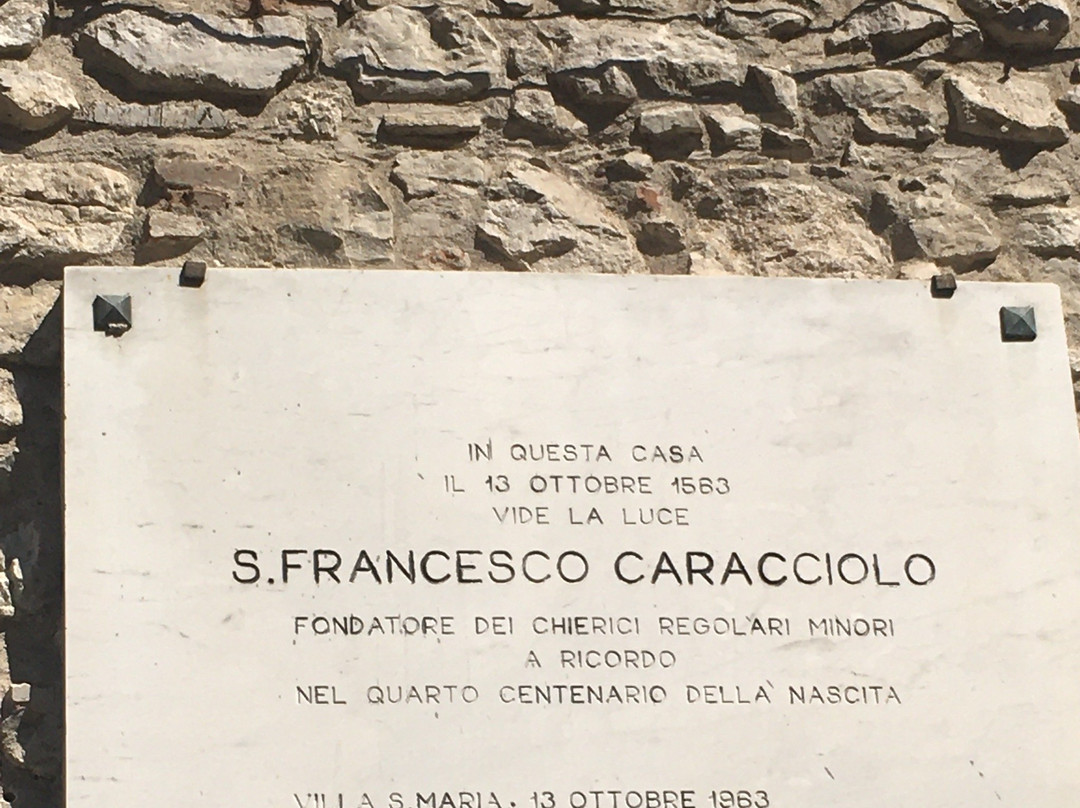 IN QUESTA CASA
IL 13 OTTOBRE 1563
VIDE LA LUCE
S.FRANCESCO CARACCIOLO
FONDATORE DEI CHIERICI REGOLARI MINORI
A RICORDO
NEL QUARTO CENTENARIO DELLA NASCITA
VILLA S.MARIA. 13 OTTOBRE 1963